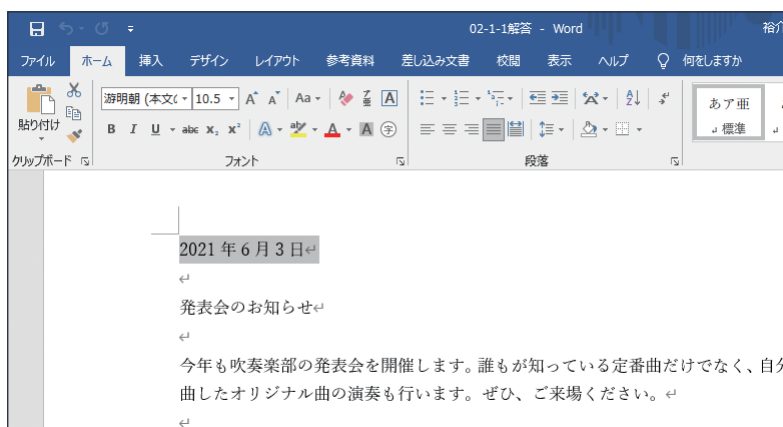 02-1-1解答 - Word
裕介
ファイル ホーム 挿入 デザイン レイアウト 参考資料 差し込み文書 校閲 表示 ヘルプ 何をしますか
游明朝 (本文( 10.5 A A Aa
貼り付け
B I U abc x₂ x² A A A 字
あア亜
↲ 標準
クリップボード フォント 段落
2021 年 6 月 3 日↵
↵
発表会のお知らせ↵
↵
今年も吹奏楽部の発表会を開催します。誰もが知っている定番曲だけでなく、自分
曲したオリジナル曲の演奏も行います。ぜひ、ご来場ください。↵
↵